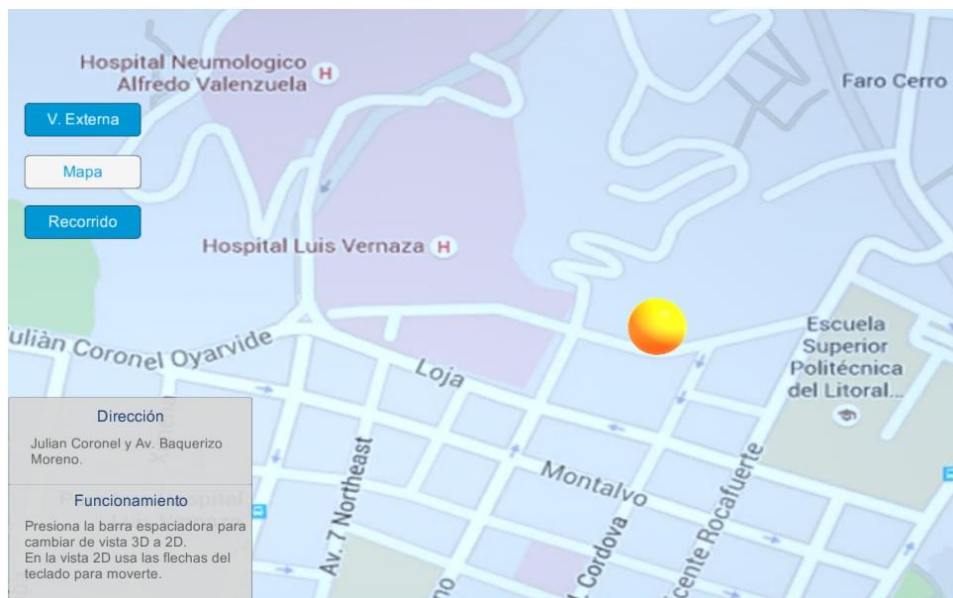 Hospital Neumologico
Alfredo Valenzuela
H
Faro Cerro
V. Externa
Mapa
Recorrido
Hospital Luis Vernaza H
uliàn Coronel Oyarvide
Loja
Escuela
Superior
Politécnica
del Litoral...
Dirección
Julian Coronel y Av. Baquerizo
Moreno.
Funcionamiento
Presiona la barra espaciadora para
cambiar de vista 3D a 2D.
En la vista 2D usa las flechas del
teclado para moverte.
Av. 7 Northeast
Montalvo
no
. Cordova
icente Rocafuerte